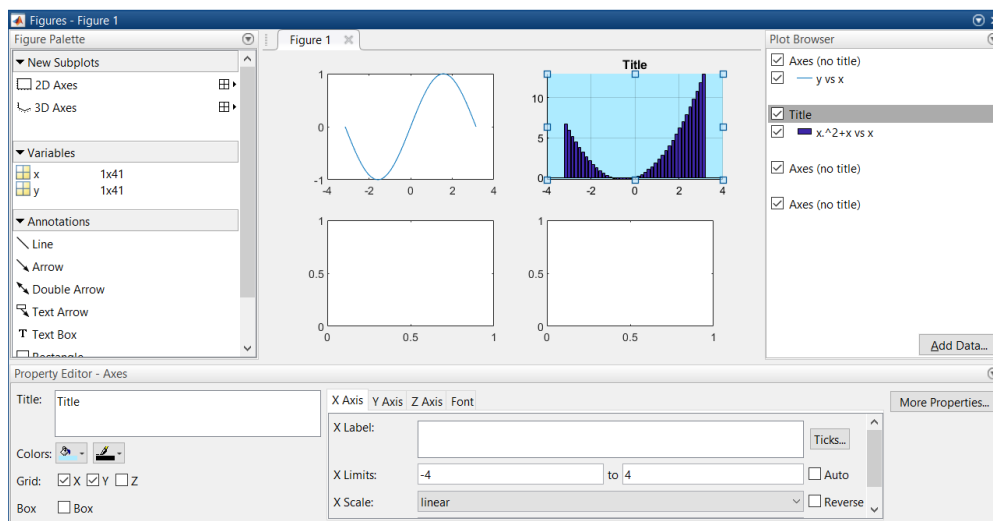 Figures - Figure 1
Figure Palette
Figure 1
Plot Browser
New Subplots
2D Axes
3D Axes
Variables
x 1x41
y 1x41
Annotations
Line
Arrow
Double Arrow
Text Arrow
T Text Box
Rectangle
1
0
-1
-4 -2 0 2 4
Title
10
5
0
-4 -2 0 2 4
1
0.5
0
0 0.5 1
1
0.5
0
0 0.5 1
Axes (no title)
y vs x
Title
x.^2+x vs x
Axes (no title)
Axes (no title)
Add Data...
Property Editor - Axes
Title: Title
Colors:
Grid: X Y Z
Box Box
X Axis Y Axis Z Axis Font
X Label:
Ticks...
X Limits: -4 to 4 Auto
X Scale: linear Reverse
More Properties...